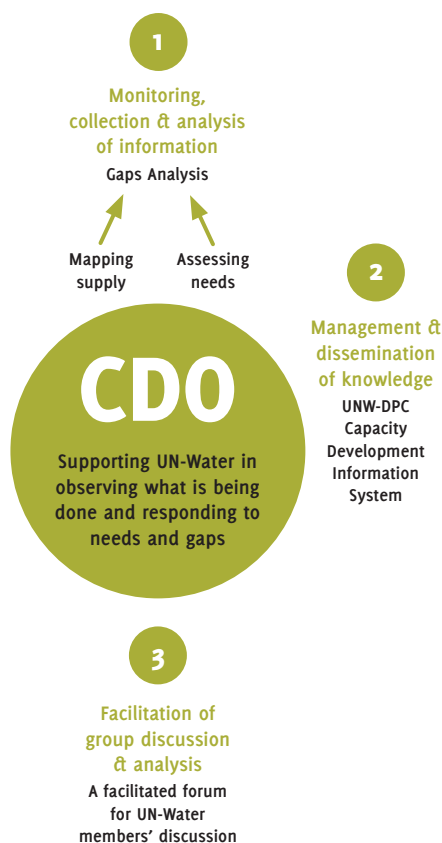 1
Monitoring,
collection & analysis
of information
Gaps Analysis
Mapping
supply
Assessing
needs
CDO
Supporting UN-Water in
observing what is being
done and responding to
needs and gaps
2
Management &
dissemination
of knowledge
UNW-DPC
Capacity
Development
Information
System
3
Facilitation of
group discussion
& analysis
A facilitated forum
for UN-Water
members' discussion